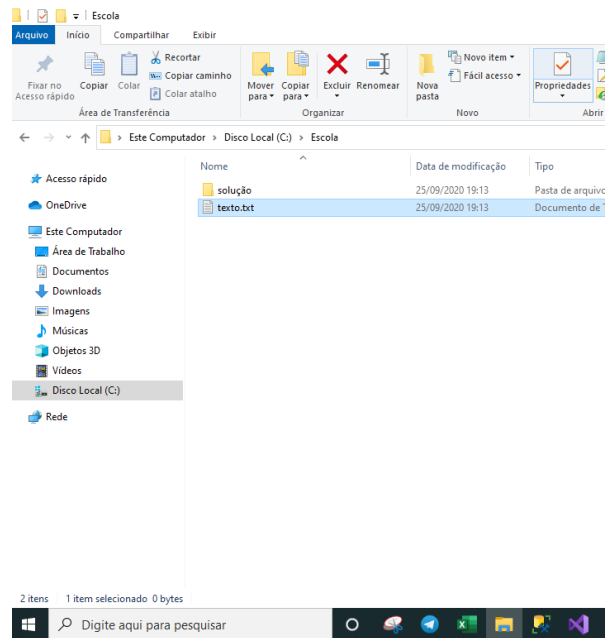 Escola
Arquivo Início Compartilhar Exibir
Fixar no Acesso rápido
Copiar
Colar
Recortar
Copiar caminho
Colar atalho
Mover para
Copiar para
Excluir
Renomear
Nova pasta
Novo item
Fácil acesso
Propriedades
Área de Transferência Organizar Novo Abrir
Este Computador > Disco Local (C:) > Escola
Nome Data de modificação Tipo
solução 25/09/2020 19:13 Pasta de arquivo
texto.txt 25/09/2020 19:13 Documento de
Acesso rápido
OneDrive
Este Computador
Área de Trabalho
Documentos
Downloads
Imagens
Músicas
Objetos 3D
Vídeos
Disco Local (C:)
Rede
2 itens 1 item selecionado 0 bytes
Digite aqui para pesquisar